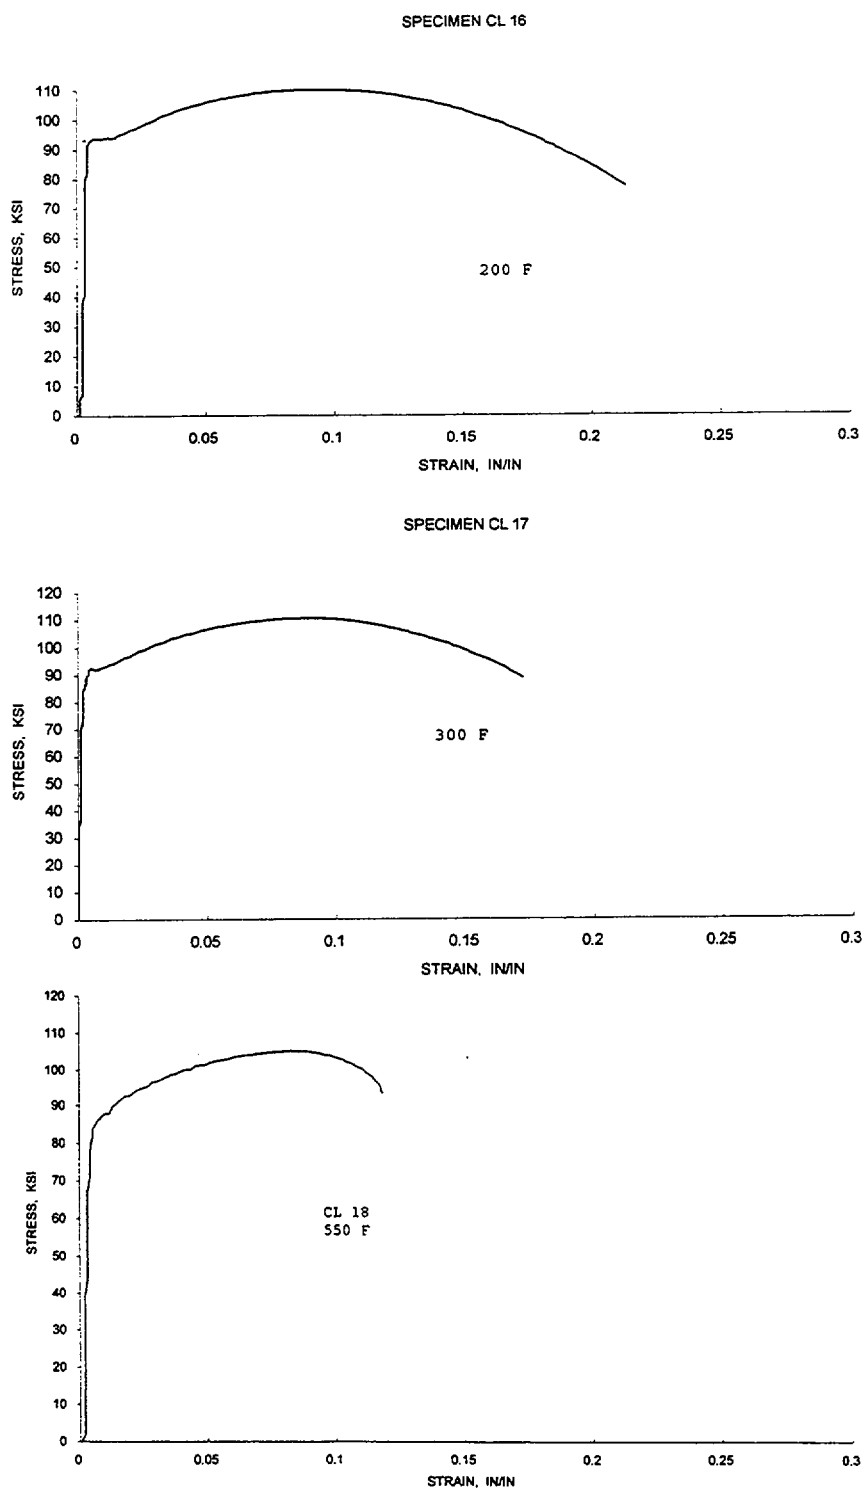 SPECIMEN CL 16
110
100
90
80
70
60
50
40
30
20
10
0
STRESS, KSI
200 F
0 0.05 0.1 0.15 0.2 0.25 0.3
STRAIN, IN/IN
SPECIMEN CL 17
120
110
100
90
80
70
60
50
40
30
20
10
0
STRESS, KSI
300 F
0 0.05 0.1 0.15 0.2 0.25 0.3
STRAIN, IN/IN
120
110
100
90
80
70
60
50
40
30
20
10
0
STRESS, KSI
CL 18
550 F
0 0.05 0.1 0.15 0.2 0.25 0.3
STRAIN, IN/IN